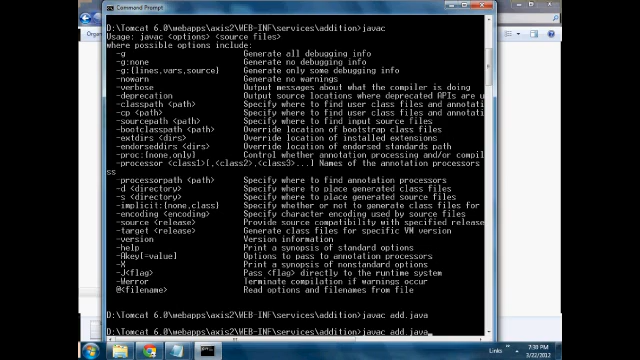 Command Prompt
D:\Tomcat 6.0\webapps\axis2\WEB-INF\services\addition>javac
Usage: javac <options> <source files>
where possible options include:
-g Generate all debugging info
-g:none Generate no debugging info
-g:{lines,vars,source} Generate only some debugging info
-nowarn Generate no warnings
-verbose Output messages about what the compiler is doing
-deprecation Output source locations where deprecated APIs are u
-classpath <path> Specify where to find user class files and annotati
-cp <path> Specify where to find user class files and annotati
-sourcepath <path> Specify where to find input source files
-bootclasspath <path> Override location of bootstrap class files
-extdirs <dirs> Override location of installed extensions
-endorseddirs <dirs> Override location of endorsed standards path
-proc:{none,only} Control whether annotation processing and/or compil
-processor <class1>[,<class2>,<class3>...] Names of the annotation processors
ss
-processorpath <path> Specify where to find annotation processors
-d <directory> Specify where to place generated class files
-s <directory> Specify where to place generated source files
-implicit:{none,class} Specify whether or not to generate class files for
-encoding <encoding> Specify character encoding used by source files
-source <release> Provide source compatibility with specified release
-target <release> Generate class files for specific VM version
-version Version information
-help Print a synopsis of standard options
-Akey[=value] Options to pass to annotation processors
-X Print a synopsis of nonstandard options
-J<flag> Pass <flag> directly to the runtime system
-Werror Terminate compilation if warnings occur
@<filename> Read options and filenames from file
D:\Tomcat 6.0\webapps\axis2\WEB-INF\services\addition>javac add.java
D:\Tomcat 6.0\webapps\axis2\WEB-INF\services\addition>javac add.java
Links
7:30 PM
3/22/2012